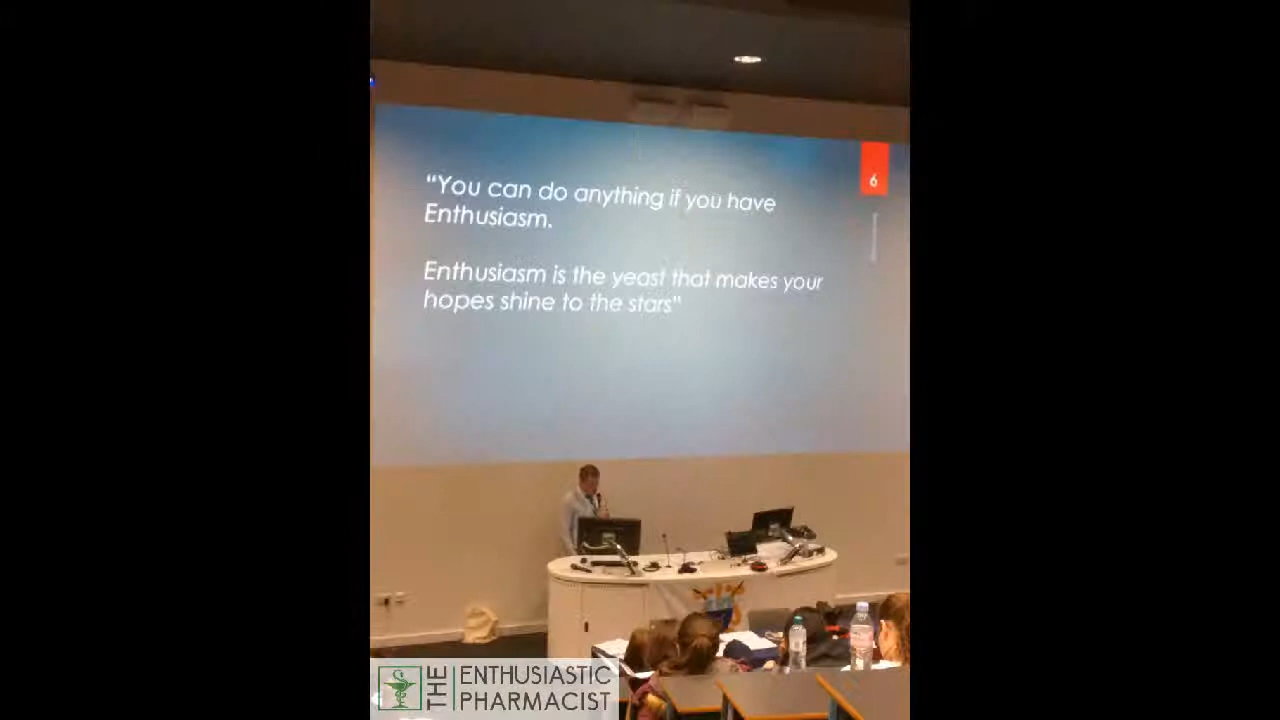 6
“You can do anything if you have
Enthusiasm.
Enthusiasm is the yeast that makes your
hopes shine to the stars”
THE
ENTHUSIASTIC
PHARMACIST